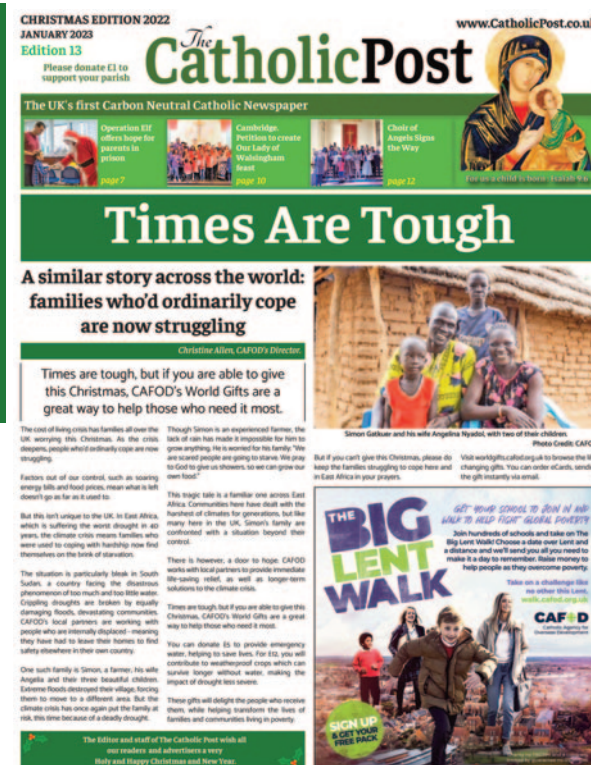 CHRISTMAS EDITION 2022
JANUARY 2023
Edition 13
Please donate £1 to
support your parish
www.CatholicPost.co.uk
The CatholicPost
The UK's first Carbon Neutral Catholic Newspaper
Operation Elf
offers hope for
parents in
prison
page 7
Cambridge.
Petition to create
Our Lady of
Walsingham
feast
page 10
Choir of
Angels Signs
the Way
page 12
For us a child is born. Isaiah
Times Are Tough
A similar story across the world:
families who'd ordinarily cope
are now struggling
Christine Allen, CAFOD's Director.
Times are tough, but if you are able to give
this Christmas, CAFOD's World Gifts are a
great way to help those who need it most.
The cost of living crisis has families all over the
UK worrying this Christmas. As the crisis
deepens, people who'd ordinarily cope are now
struggling.
Factors out of our control, such as soaring
energy bills and food prices, mean what is left
doesn't go as far as it used to.
But this isn't unique to the UK. In East Africa,
which is suffering the worst drought in 40
years, the climate crisis means families who
were used to coping with hardship now find
themselves on the brink of starvation.
The situation is particularly bleak in South
Sudan, a country facing the disastrous
phenomenon of too much and too little water.
Crippling droughts are broken by equally
damaging floods, devastating communities.
CAFOD's local partners are working with
people who are internally displaced – meaning
they have had to leave their homes to find
safety elsewhere in their own country.
One such family is Simon, a farmer, his wife
Angelia and their three beautiful children.
Extreme floods destroyed their village, forcing
them to move to a different area. But the
climate crisis has once again put the family at
risk, this time because of a deadly drought.
Though Simon is an experienced farmer, the
lack of rain has made it impossible for him to
grow anything. He is worried for his family: "We
are scared people are going to starve. We pray
to God to give us showers, so we can grow our
own food."
This tragic tale is a familiar one across East
Africa. Communities here have dealt with the
harshest of climates for generations, but like
many here in the UK, Simon's family are
confronted with a situation beyond their
control.
There is however, a door to hope. CAFOD
works with local partners to provide immediate
life-saving relief, as well as longer-term
solutions to the climate crisis.
Times are tough, but if you are able to give this
Christmas, CAFOD's World Gifts are a great
way to help those who need it most.
You can donate £5 to provide emergency
water, helping to save lives. For £12, you will
contribute to weatherproof crops which can
survive longer without water, making the
impact of drought less severe.
These gifts will delight the people who receive
them, while helping transform the lives of
families and communities living in poverty.
Simon Gatkuer and his wife Angelina Nyadol, with two of their children.
Photo Credit: CAFO
But if you can't give this Christmas, please do
keep the families struggling to cope here and
in East Africa in your prayers.
Visit worldgifts.cafod.org.uk to browse the li
changing gifts. You can order eCards, sendi
the gift instantly via email.
THE
BIG
LENT
WALK
GET YOUR SCHOOL TO JOIN IN AND
WALK TO HELP FIGHT GLOBAL POVERTY
Join hundreds of schools and take on The
Big Lent Walk! Choose a date over Lent and
a distance and we'll send you all you need to
make it a day to remember. Raise money to
help people as they overcome poverty.
Take on a challenge like
no other this Lent.
walk.cafod.org.uk
CAFOD
Catholic Agency for
Overseas Development
SIGN UP
& GET YOUR
FREE PACK
The Editor and staff of The Catholic Post wish all
our readers and advertisers a very
Holy and Happy Christmas and New Year.